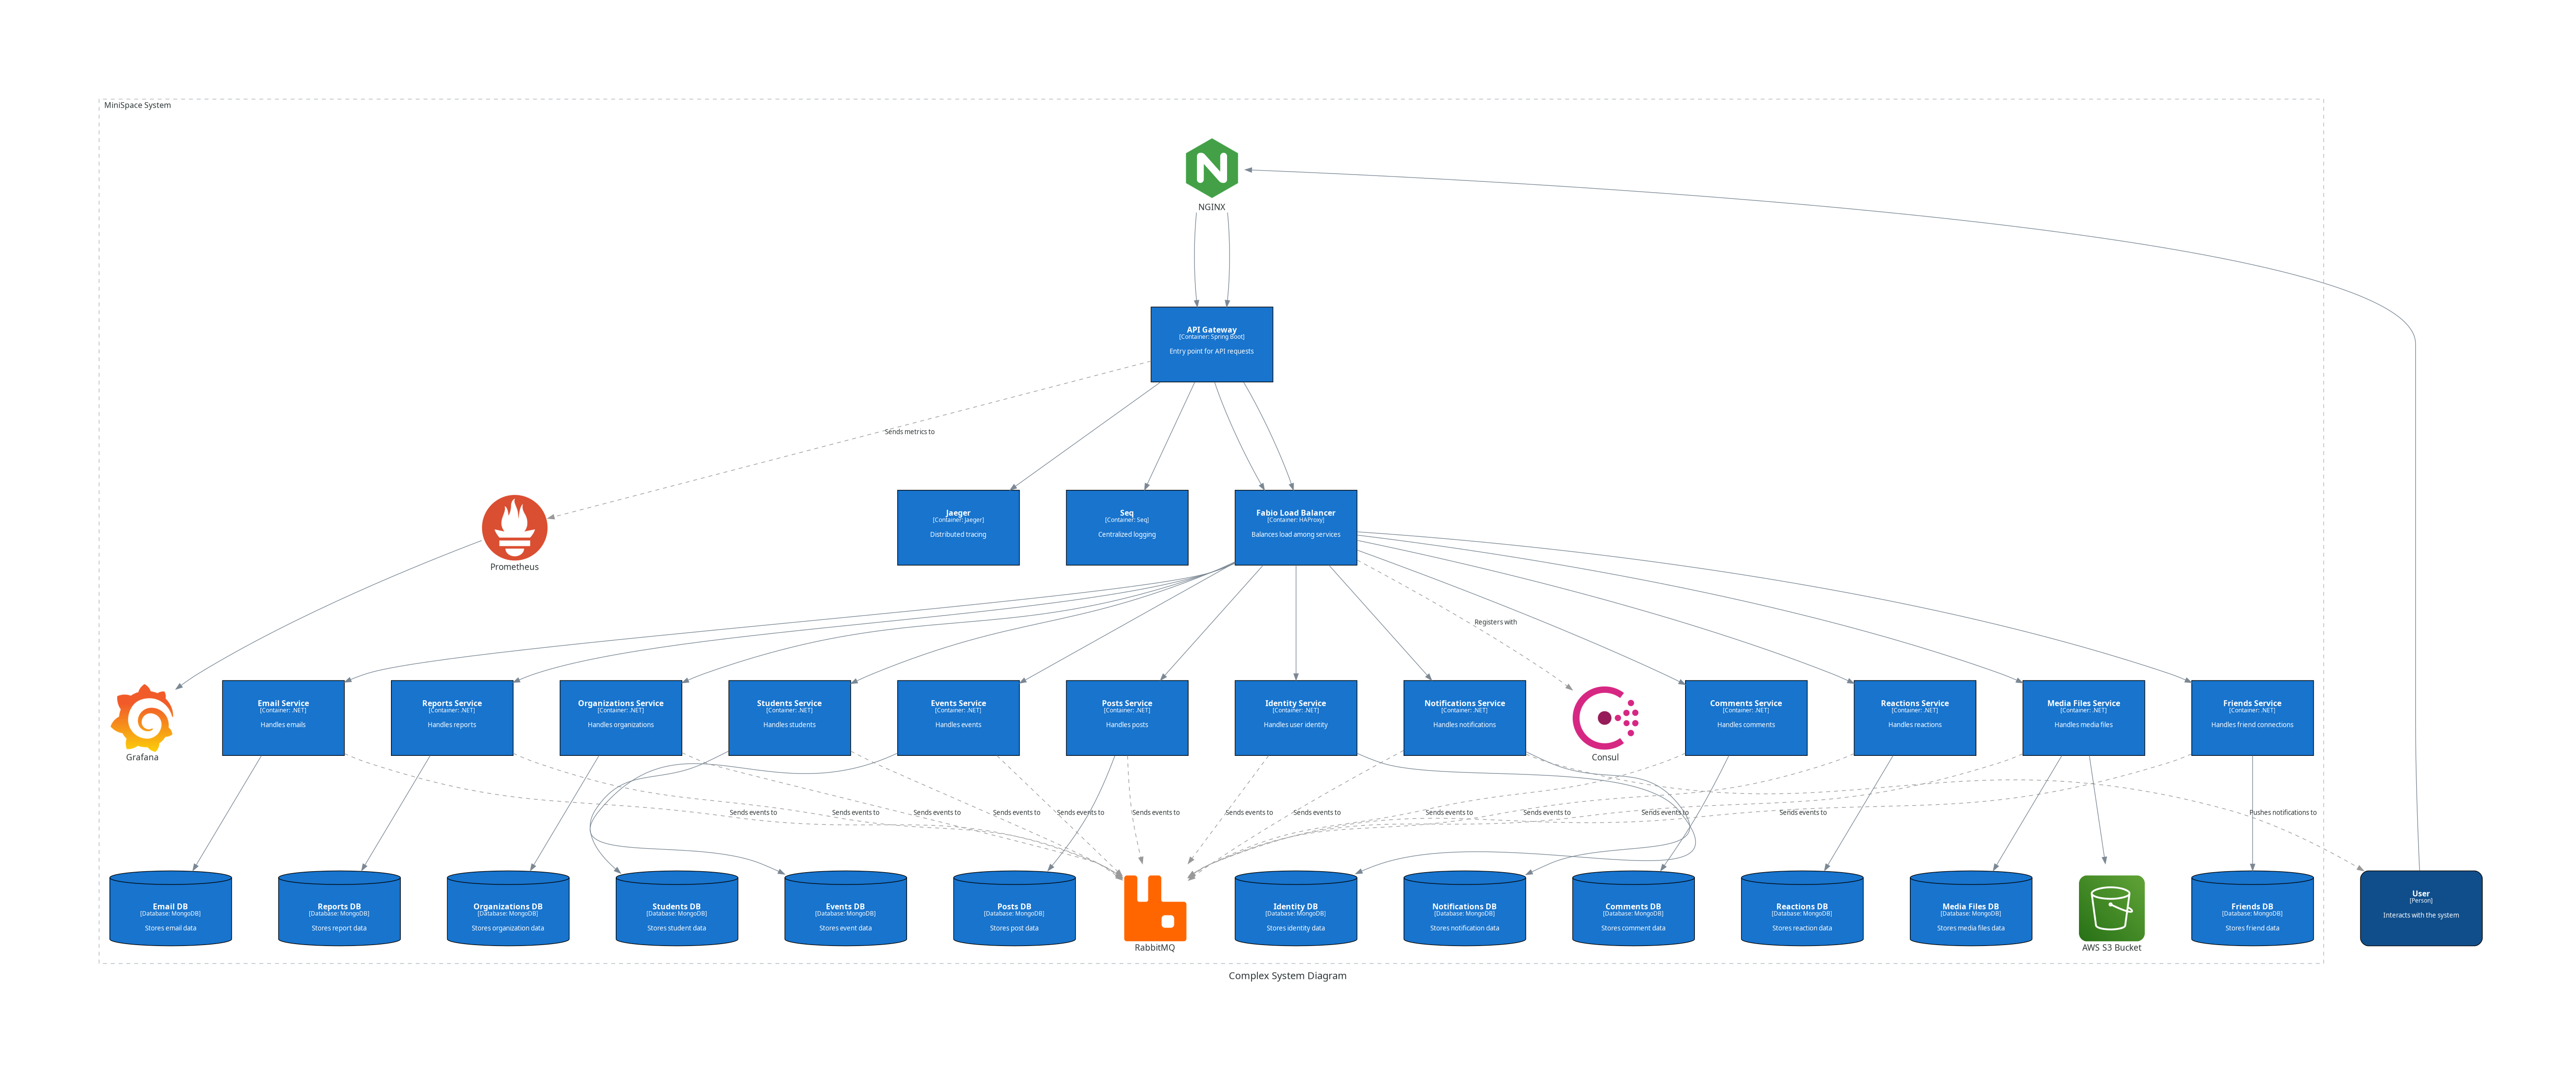 MiniSpace System
NGINX
API Gateway
[Container: Spring Boot]
Entry point for API requests
Sends metrics to
Prometheus
Jaeger
[Container: Jaeger]
Distributed tracing
Seq
[Container: Seq]
Centralized logging
Fabio Load Balancer
[Container: HAProxy]
Balances load among services
Registers with
Grafana
Email Service
[Container: .NET]
Handles emails
Reports Service
[Container: .NET]
Handles reports
Organizations Service
[Container: .NET]
Handles organizations
Students Service
[Container: .NET]
Handles students
Events Service
[Container: .NET]
Handles events
Posts Service
[Container: .NET]
Handles posts
Identity Service
[Container: .NET]
Handles user identity
Notifications Service
[Container: .NET]
Handles notifications
Consul
Comments Service
[Container: .NET]
Handles comments
Reactions Service
[Container: .NET]
Handles reactions
Media Files Service
[Container: .NET]
Handles media files
Friends Service
[Container: .NET]
Handles friend connections
Sends events to
Sends events to
Sends events to
Sends events to
Sends events to
Sends events to
Sends events to
Sends events to
Sends events to
Sends events to
Sends events to
Sends events to
Pushes notifications to
Email DB
[Database: MongoDB]
Stores email data
Reports DB
[Database: MongoDB]
Stores report data
Organizations DB
[Database: MongoDB]
Stores organization data
Students DB
[Database: MongoDB]
Stores student data
Events DB
[Database: MongoDB]
Stores event data
Posts DB
[Database: MongoDB]
Stores post data
RabbitMQ
Identity DB
[Database: MongoDB]
Stores identity data
Notifications DB
[Database: MongoDB]
Stores notification data
Comments DB
[Database: MongoDB]
Stores comment data
Reactions DB
[Database: MongoDB]
Stores reaction data
Media Files DB
[Database: MongoDB]
Stores media files data
AWS S3 Bucket
Friends DB
[Database: MongoDB]
Stores friend data
User
[Person]
Interacts with the system
Complex System Diagram